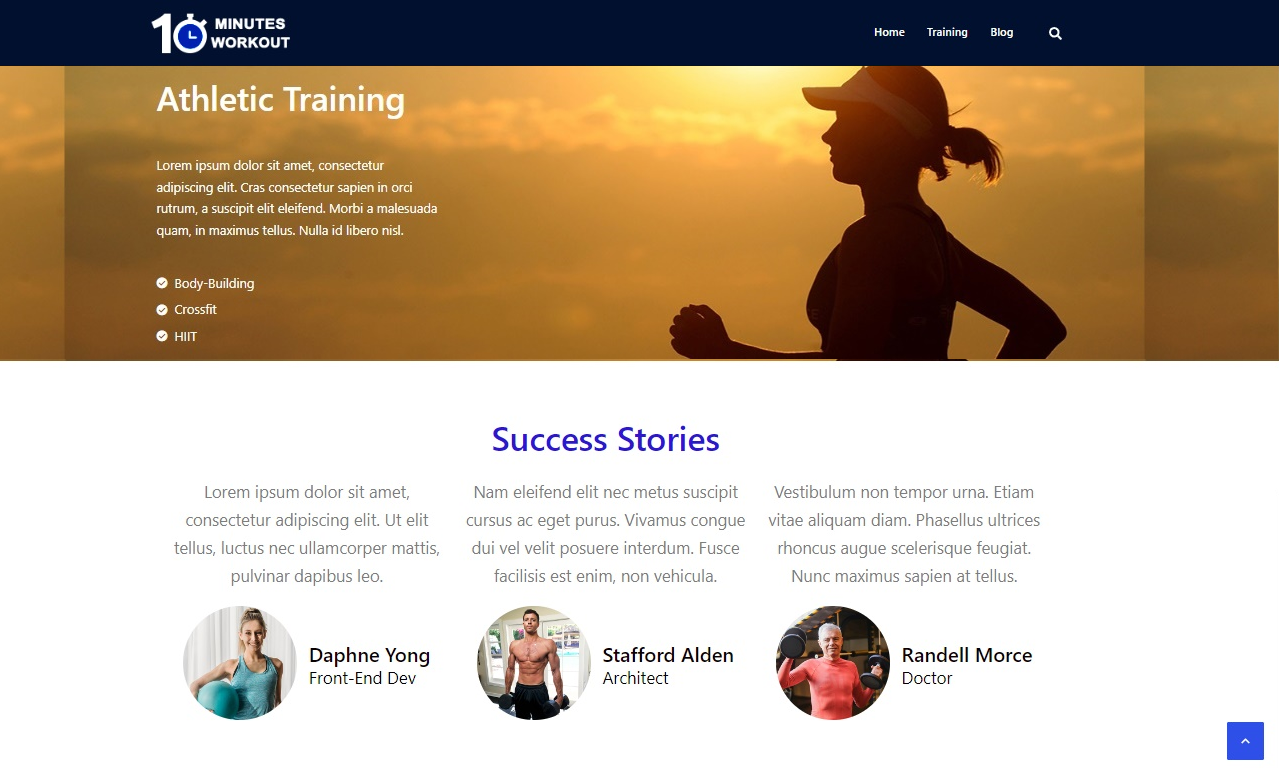 10 MINUTES
WORKOUT
Home Training Blog
Athletic Training
Lorem ipsum dolor sit amet, consectetur
adipiscing elit. Cras consectetur sapien in orci
rutrum, a suscipit elit eleifend. Morbi a malesuada
quam, in maximus tellus. Nulla id libero nisl.
Body-Building
Crossfit
HIIT
Success Stories
Lorem ipsum dolor sit amet,
consectetur adipiscing elit. Ut elit
tellus, luctus nec ullamcorper mattis,
pulvinar dapibus leo.
Nam eleifend elit nec metus suscipit
cursus ac eget purus. Vivamus congue
dui vel velit posuere interdum. Fusce
facilisis est enim, non vehicula.
Vestibulum non tempor urna. Etiam
vitae aliquam diam. Phasellus ultrices
rhoncus augue scelerisque feugiat.
Nunc maximus sapien at tellus.
Daphne Yong
Front-End Dev
Stafford Alden
Architect
Randell Morce
Doctor